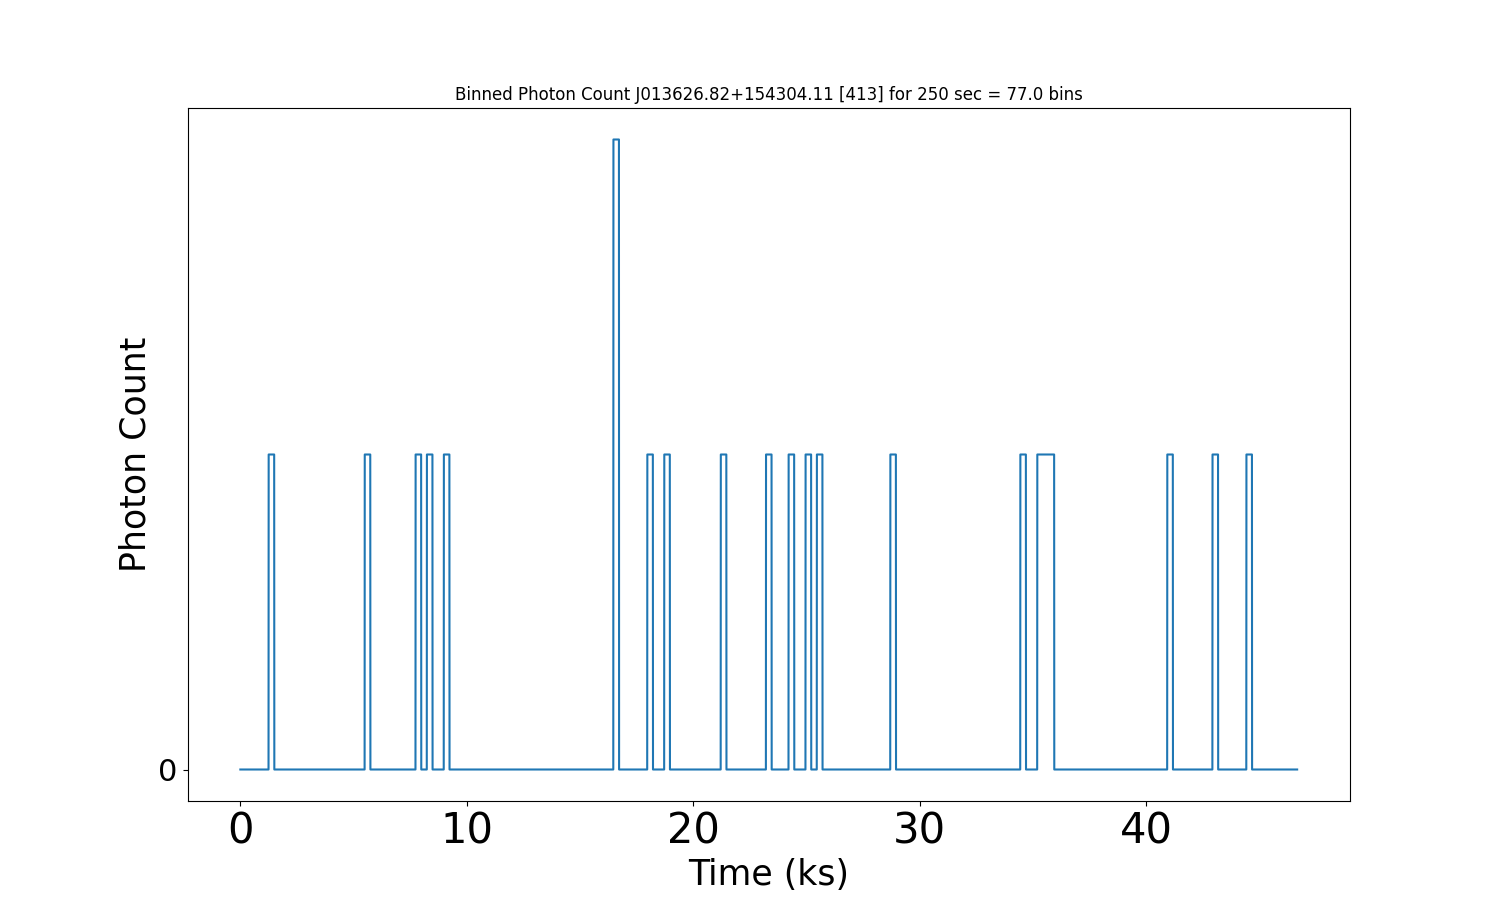 Binned Photon Count J013626.82+154304.11 [413] for 250 sec = 77.0 bins
Photon Count
0
0 10 20 30 40
Time (ks)